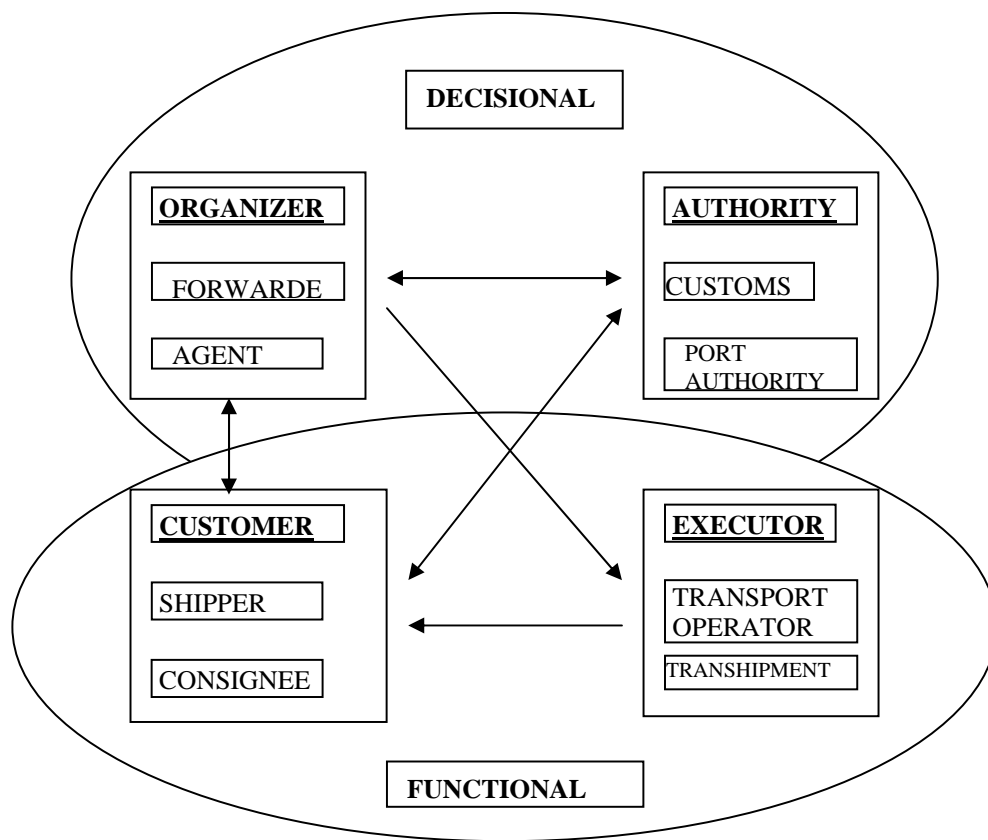 DECISIONAL
ORGANIZER
FORWARDE
AGENT
AUTHORITY
CUSTOMS
PORT
AUTHORITY
CUSTOMER
SHIPPER
CONSIGNEE
EXECUTOR
TRANSPORT
OPERATOR
TRANSHIPMENT
FUNCTIONAL